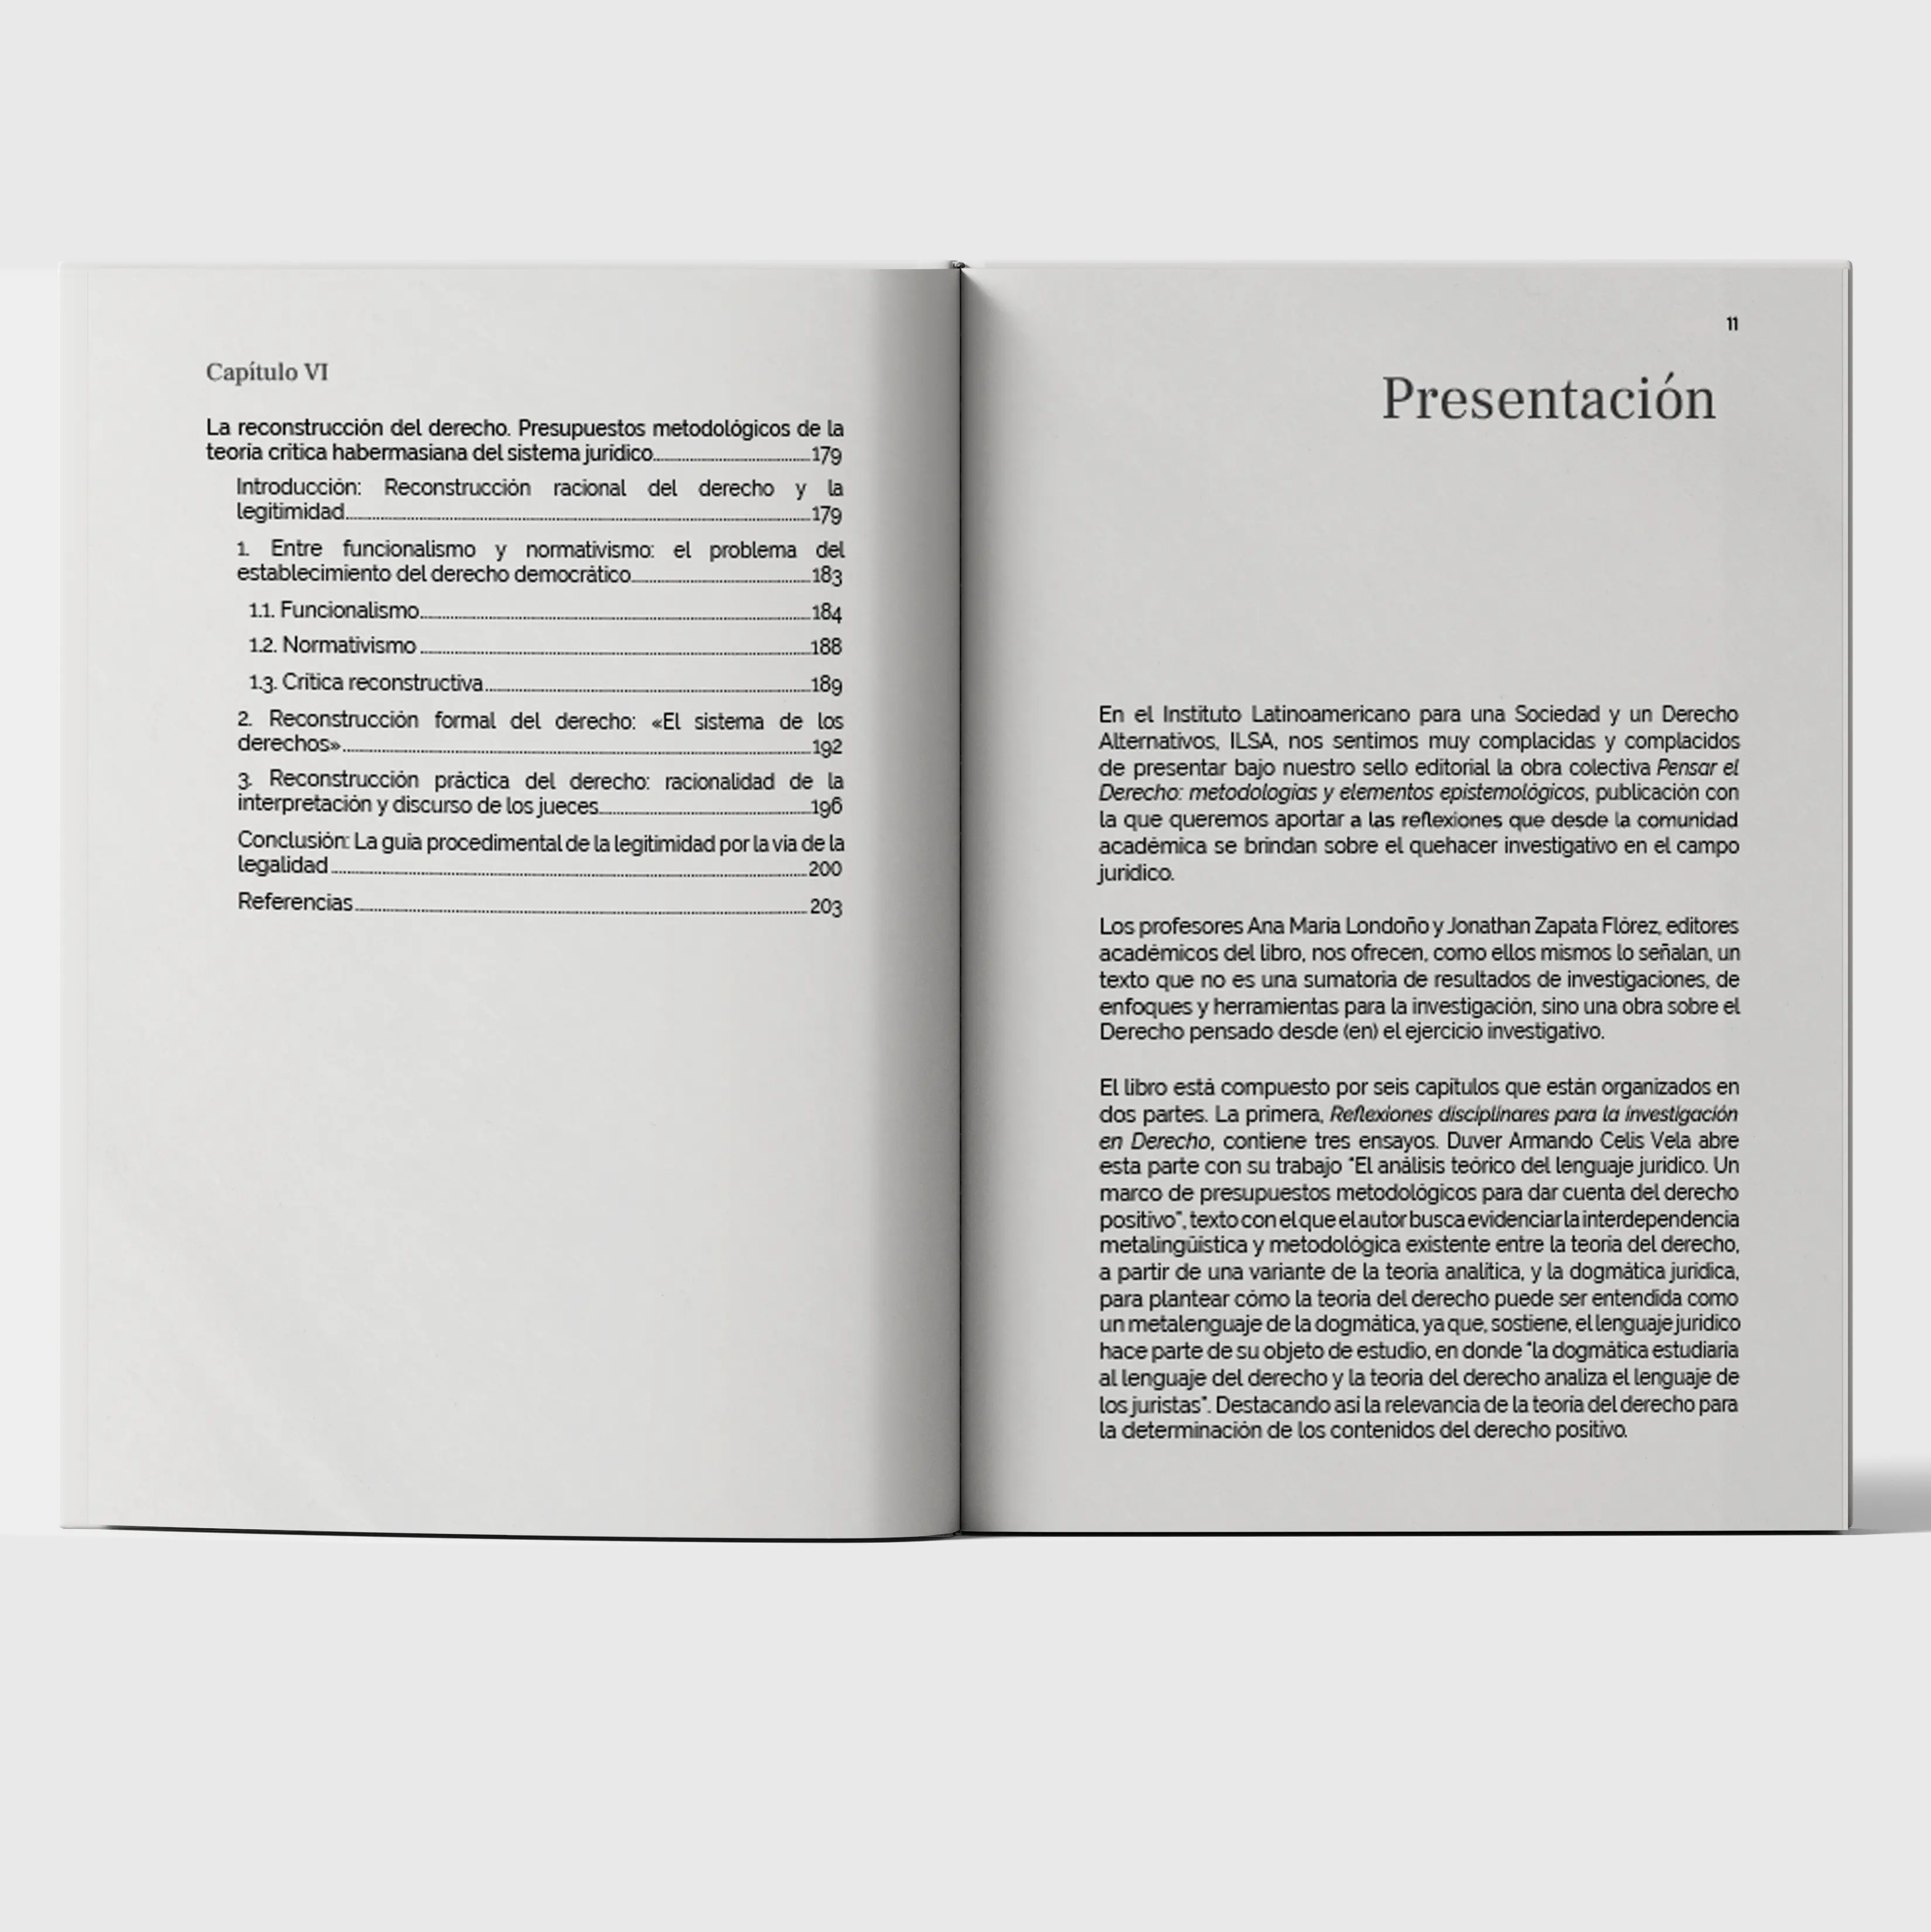 Capítulo VI
La reconstrucción del derecho. Presupuestos metodológicos de la
teoría crítica habermasiana del sistema jurídico....................179
Introducción: Reconstrucción racional del derecho y la
legitimidad....................179
1. Entre funcionalismo y normativismo: el problema del
establecimiento del derecho democrático....................183
1.1. Funcionalismo....................184
1.2. Normativismo....................188
1.3. Crítica reconstructiva....................189
2. Reconstrucción formal del derecho: «El sistema de los
derechos»....................192
3. Reconstrucción práctica del derecho: racionalidad de la
interpretación y discurso de los jueces....................196
Conclusión: La guía procedimental de la legitimidad por la vía de la
legalidad....................200
Referencias....................203
11
Presentación
En el Instituto Latinoamericano para una Sociedad y un Derecho
Alternativos, ILSA, nos sentimos muy complacidas y complacidos
de presentar bajo nuestro sello editorial la obra colectiva Pensar el
Derecho: metodologías y elementos epistemológicos, publicación con
la que queremos aportar a las reflexiones que desde la comunidad
académica se brindan sobre el quehacer investigativo en el campo
jurídico.
Los profesores Ana María Londoño y Jonathan Zapata Flórez, editores
académicos del libro, nos ofrecen, como ellos mismos lo señalan, un
texto que no es una sumatoria de resultados de investigaciones, de
enfoques y herramientas para la investigación, sino una obra sobre el
Derecho pensado desde (en) el ejercicio investigativo.
El libro está compuesto por seis capítulos que están organizados en
dos partes. La primera, Reflexiones disciplinares para la investigación
en Derecho, contiene tres ensayos. Duver Armando Celis Vela abre
esta parte con su trabajo "El análisis teórico del lenguaje jurídico. Un
marco de presupuestos metodológicos para dar cuenta del derecho
positivo", texto con el que el autor busca evidenciar la interdependencia
metalingüística y metodológica existente entre la teoría del derecho,
a partir de una variante de la teoría analítica, y la dogmática jurídica,
para plantear cómo la teoría del derecho puede ser entendida como
un metalenguaje de la dogmática, ya que, sostiene, el lenguaje jurídico
hace parte de su objeto de estudio, en donde "la dogmática estudiaría
al lenguaje del derecho y la teoría del derecho analiza el lenguaje de
los juristas". Destacando así la relevancia de la teoría del derecho para
la determinación de los contenidos del derecho positivo.